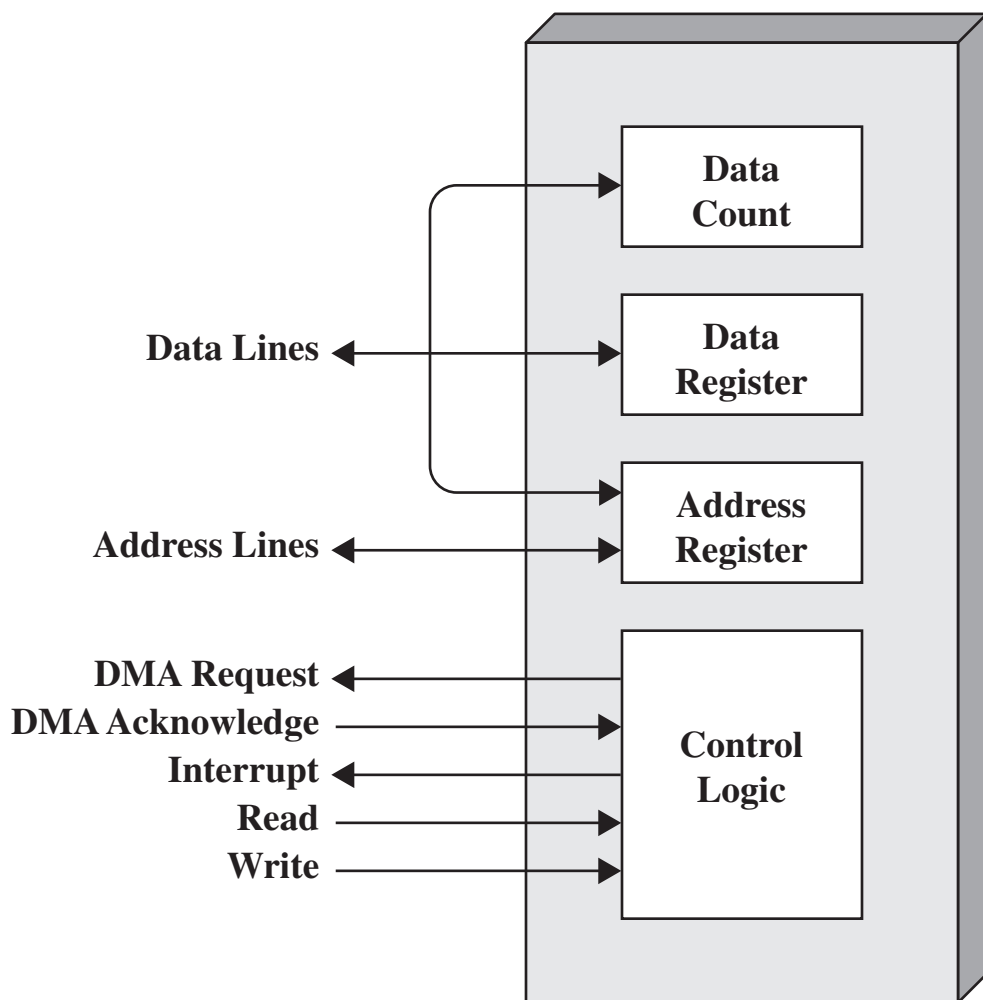 Data
Count
Data Lines
Data
Register
Address
Register
Address Lines
DMA Request
DMA Acknowledge
Interrupt
Read
Write
Control
Logic